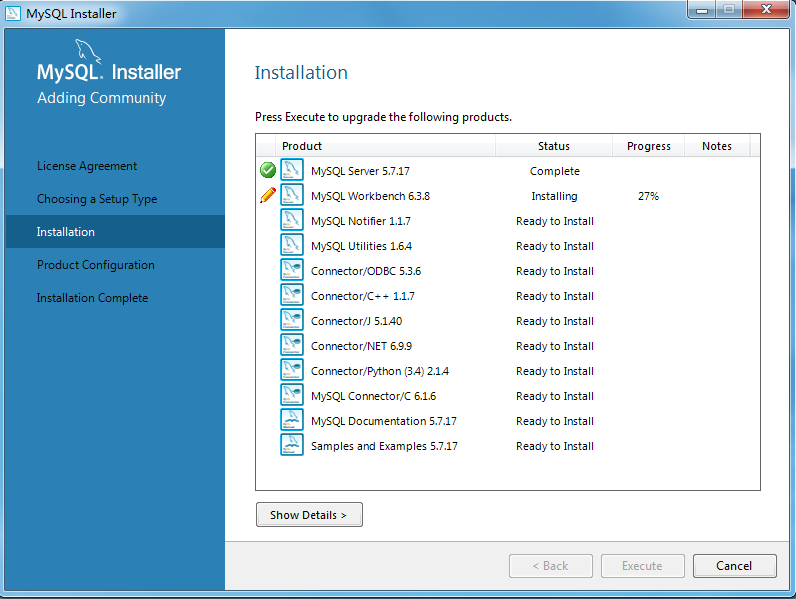 MySQL Installer
MySQL. Installer
Adding Community
License Agreement
Choosing a Setup Type
Installation
Product Configuration
Installation Complete
Installation
Press Execute to upgrade the following products.
Product Status Progress Notes
MySQL Server 5.7.17 Complete
MySQL Workbench 6.3.8 Installing 27%
MySQL Notifier 1.1.7 Ready to Install
MySQL Utilities 1.6.4 Ready to Install
Connector/ODBC 5.3.6 Ready to Install
Connector/C++ 1.1.7 Ready to Install
Connector/J 5.1.40 Ready to Install
Connector/NET 6.9.9 Ready to Install
Connector/Python (3.4) 2.1.4 Ready to Install
MySQL Connector/C 6.1.6 Ready to Install
MySQL Documentation 5.7.17 Ready to Install
Samples and Examples 5.7.17 Ready to Install
Show Details >
< Back Execute Cancel